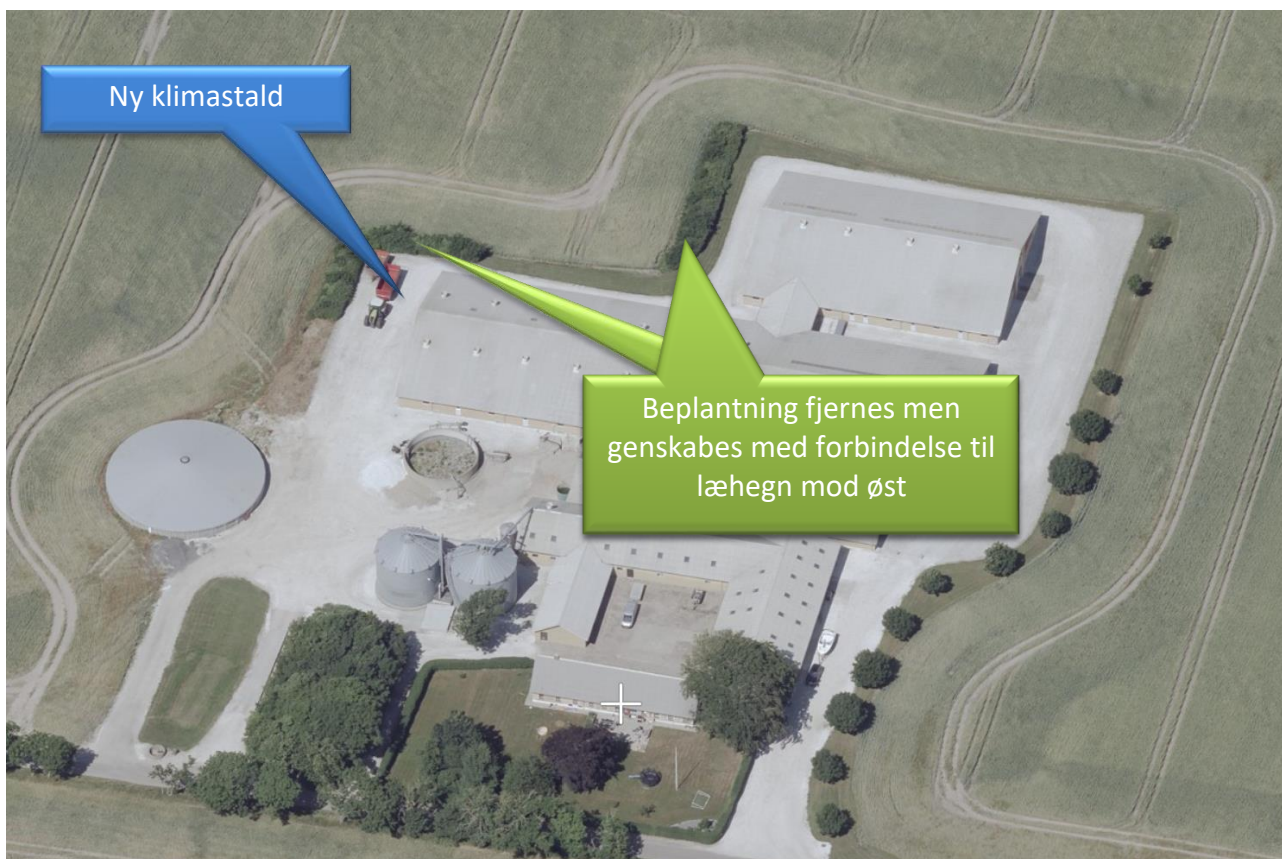 Ny klimastald
Beplantning fjernes men
genskabes med forbindelse til
læhegn mod øst